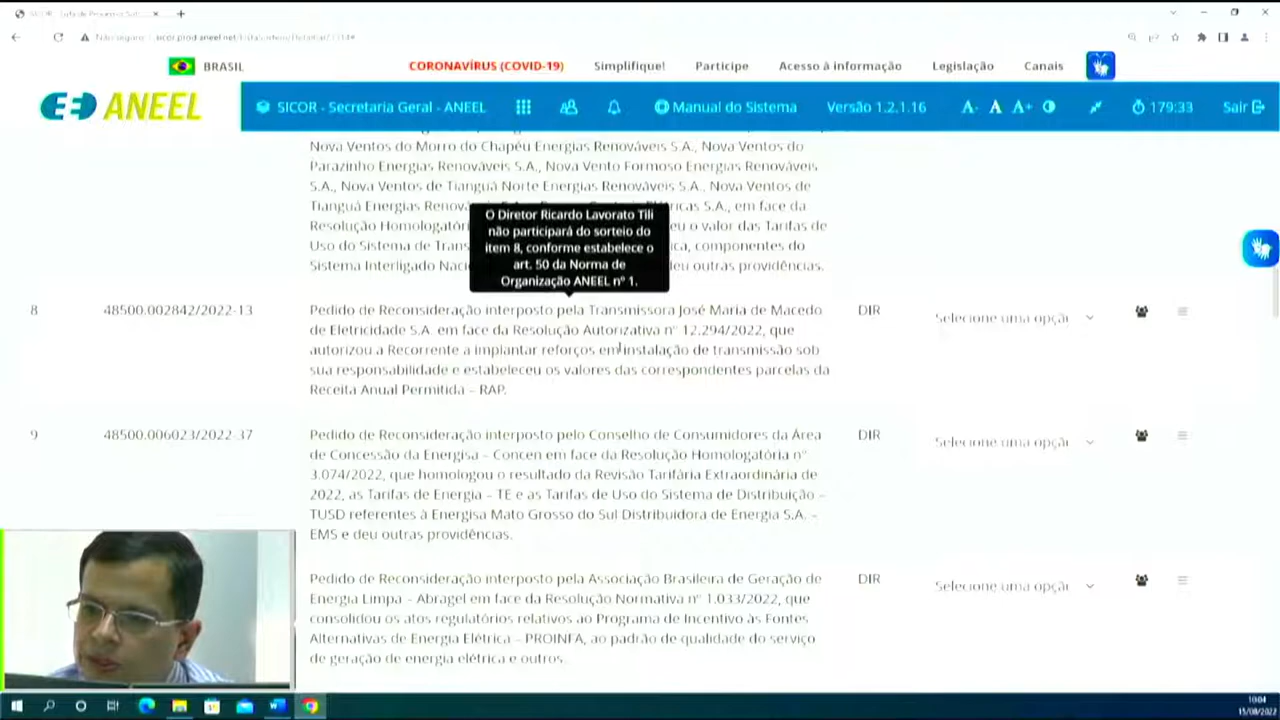 BRASIL
CORONAVÍRUS (COVID-19)
Simplifique!
Participe
Acesso à informação
Legislação
Canais
ANEEL
SICOR - Secretaria Geral - ANEEL
Manual do Sistema
Versão 1.2.1.16
A-
A
A+
179:33
Sair
Nova Ventos do Morro do Chapéu Energias Renováveis S.A., Nova Ventos do
Parazinho Energias Renováveis S.A., Nova Vento Formoso Energias Renováveis
S.A., Nova Ventos de Tianguá Norte Energias Renováveis S.A., Nova Ventos de
Tianguá Energias Renov
ricas S.A., em face da
Resolução Homologatór
eu o valor das Tarifas de
Uso do Sistema de Trans
ica, componentes do
Sistema Interligado Naci
deu outras providências.
O Diretor Ricardo Lavorato Tili
não participará do sorteio do
item 8, conforme estabelece o
art. 50 da Norma de
Organização ANEEL nº 1.
8
48500.002842/2022-13
Pedido de Reconsideração interposto pela Transmissora José Maria de Macedo
de Eletricidade S.A. em face da Resolução Autorizativa nº 12.294/2022, que
autorizou a Recorrente a implantar reforços em instalação de transmissão sob
sua responsabilidade e estabeleceu os valores das correspondentes parcelas da
Receita Anual Permitida – RAP.
DIR
Selecione uma opçã
9
48500.006023/2022-37
Pedido de Reconsideração interposto pelo Conselho de Consumidores da Área
de Concessão da Energisa – Concen em face da Resolução Homologatória nº
3.074/2022, que homologou o resultado da Revisão Tarifária Extraordinária de
2022, as Tarifas de Energia – TE e as Tarifas de Uso do Sistema de Distribuição –
TUSD referentes à Energisa Mato Grosso do Sul Distribuidora de Energia S.A. –
EMS e deu outras providências.
DIR
Selecione uma opçã
Pedido de Reconsideração interposto pela Associação Brasileira de Geração de
Energia Limpa – Abragel em face da Resolução Normativa nº 1.033/2022, que
consolidou os atos regulatórios relativos ao Programa de Incentivo às Fontes
Alternativas de Energia Elétrica – PROINFA, ao padrão de qualidade do serviço
de geração de energia elétrica e outros.
DIR
Selecione uma opçã
10:04
15/08/2022